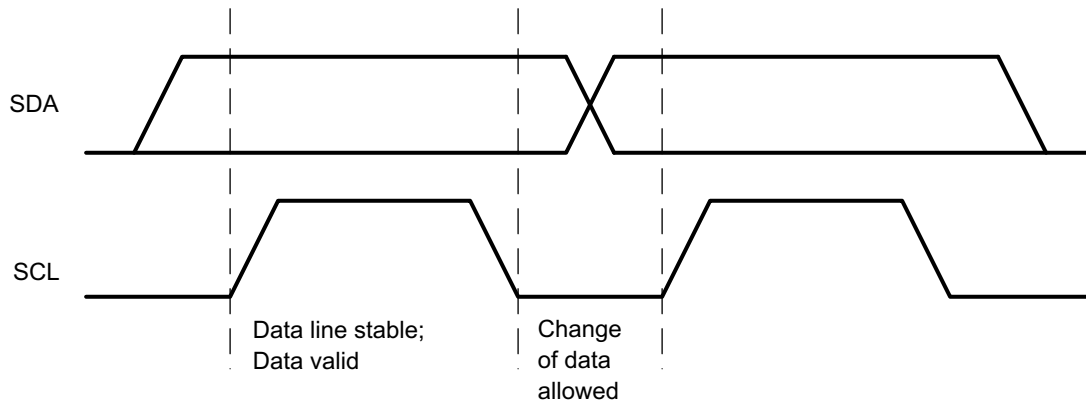 SDA
SCL
Data line stable;
Data valid
Change
of data
allowed